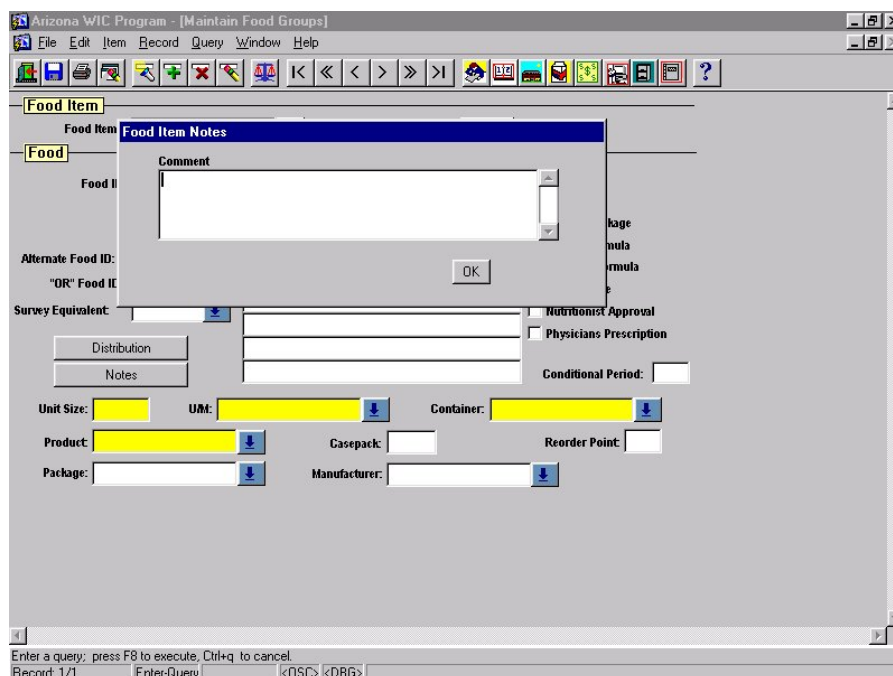 Arizona WIC Program - [Maintain Food Groups]
File Edit Item Record Query Window Help
Food Item
Food Item
Food Item Notes
Food
Comment
Food I
kage
Alternate Food ID:
mula
"OR" Food ID
OK
ormula
Survey Equivalent:
Nutritionist Approval
Physicians Prescription
Distribution
Notes
Conditional Period:
Unit Size: U/M: Container:
Product: Casepack: Reorder Point:
Package: Manufacturer:
Enter a query; press F8 to execute, Ctrl+q to cancel.
Record: 1/1 Enter-Query <OSC> <DBG>